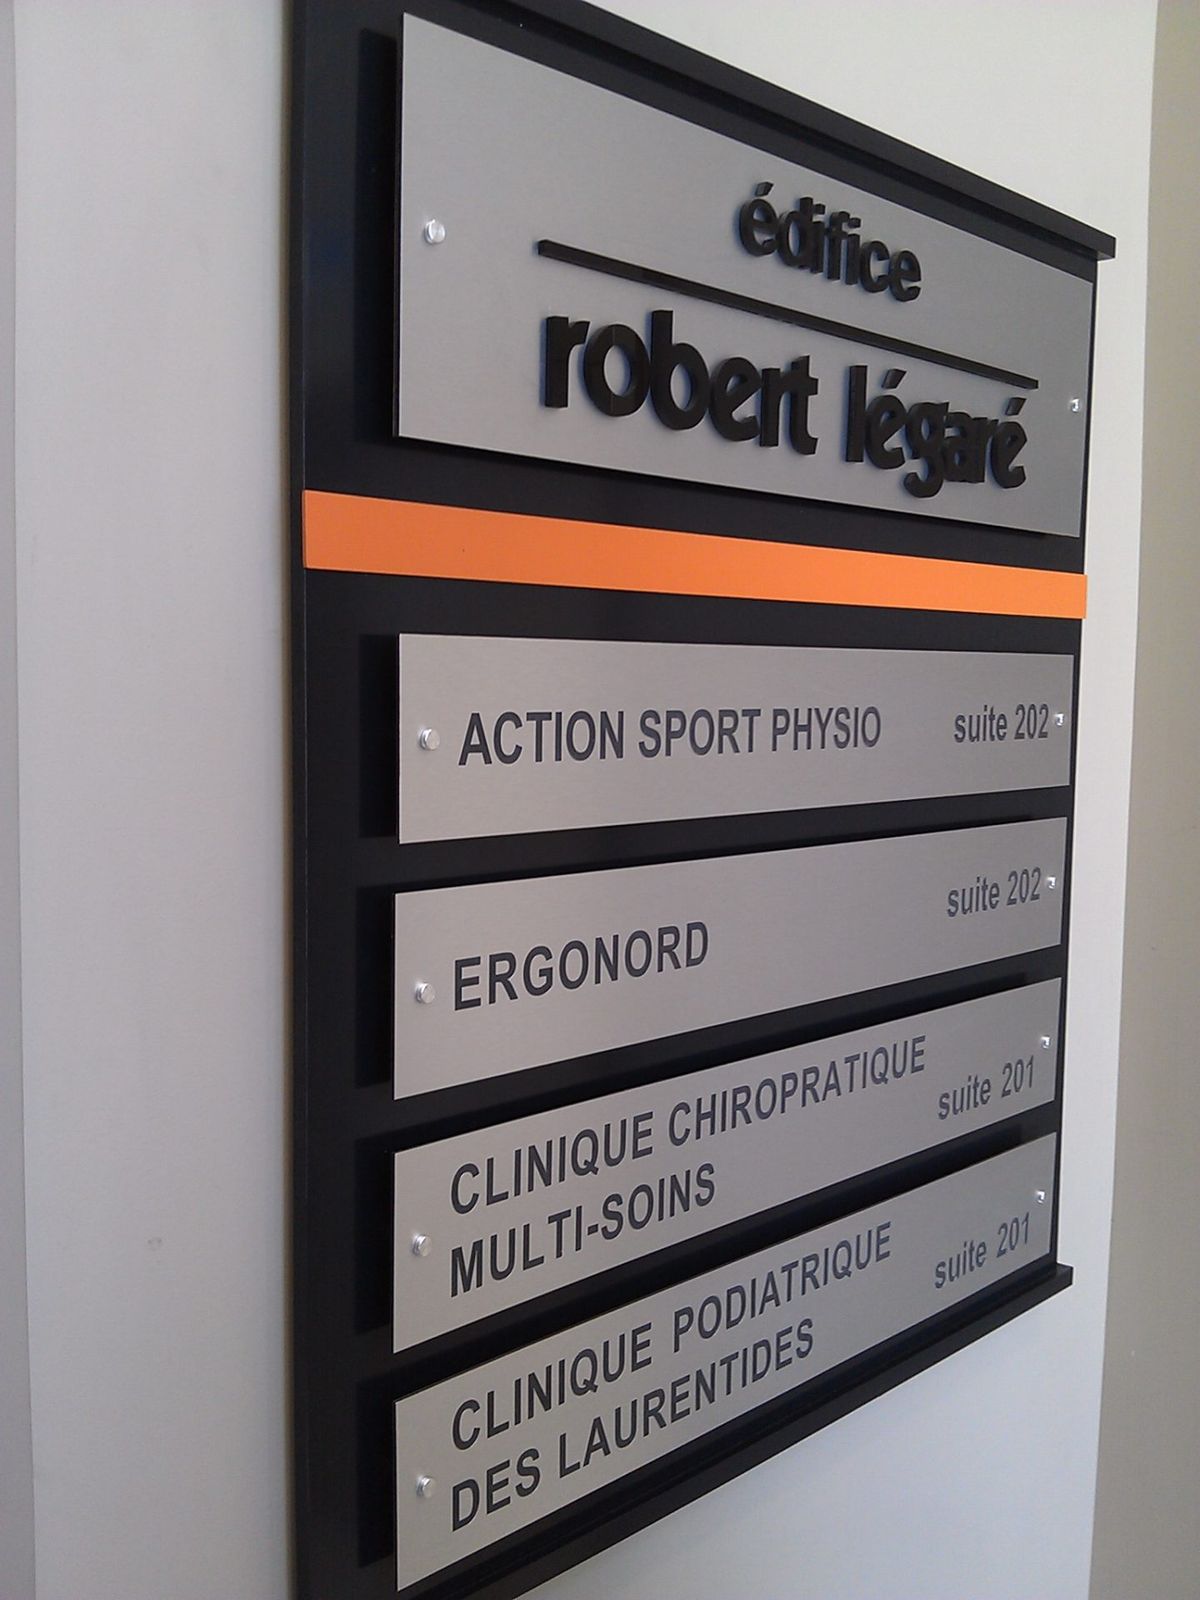 édifice
robert légaré
ACTION SPORT PHYSIO suite 202
ERGONORD suite 202
CLINIQUE CHIROPRATIQUE
MULTI-SOINS suite 201
CLINIQUE PODIATRIQUE
DES LAURENTIDES suite 201